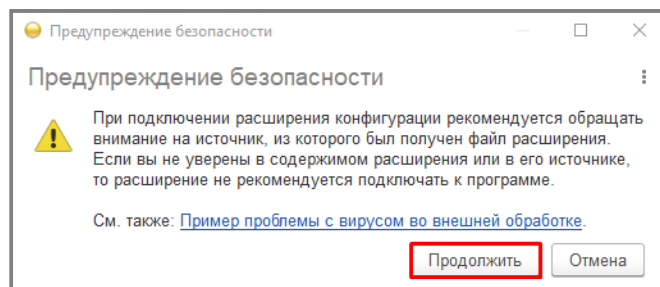 Предупреждение безопасности
Предупреждение безопасности
При подключении расширения конфигурации рекомендуется обращать
внимание на источник, из которого был получен файл расширения.
Если вы не уверены в содержимом расширения или в его источнике,
то расширение не рекомендуется подключать к программе.
См. также: Пример проблемы с вирусом во внешней обработке.
Продолжить Отмена